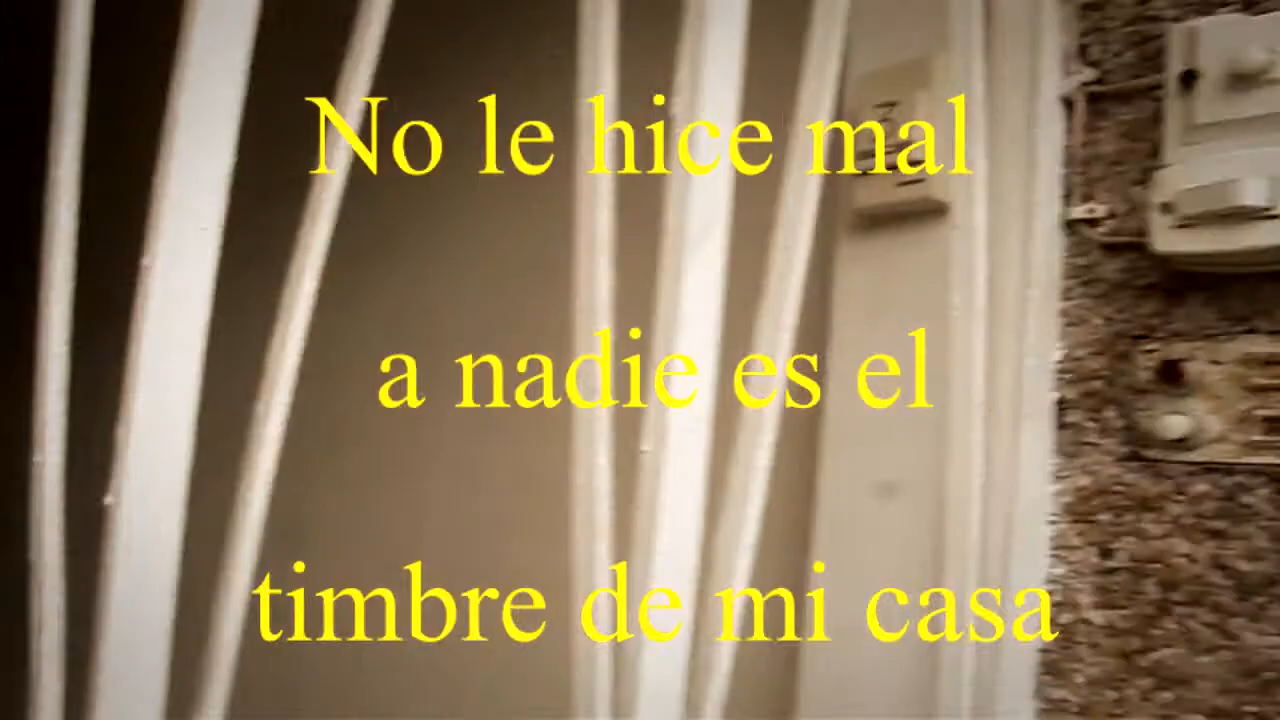 No le hice mal
a nadie es el
timbre de mi casa